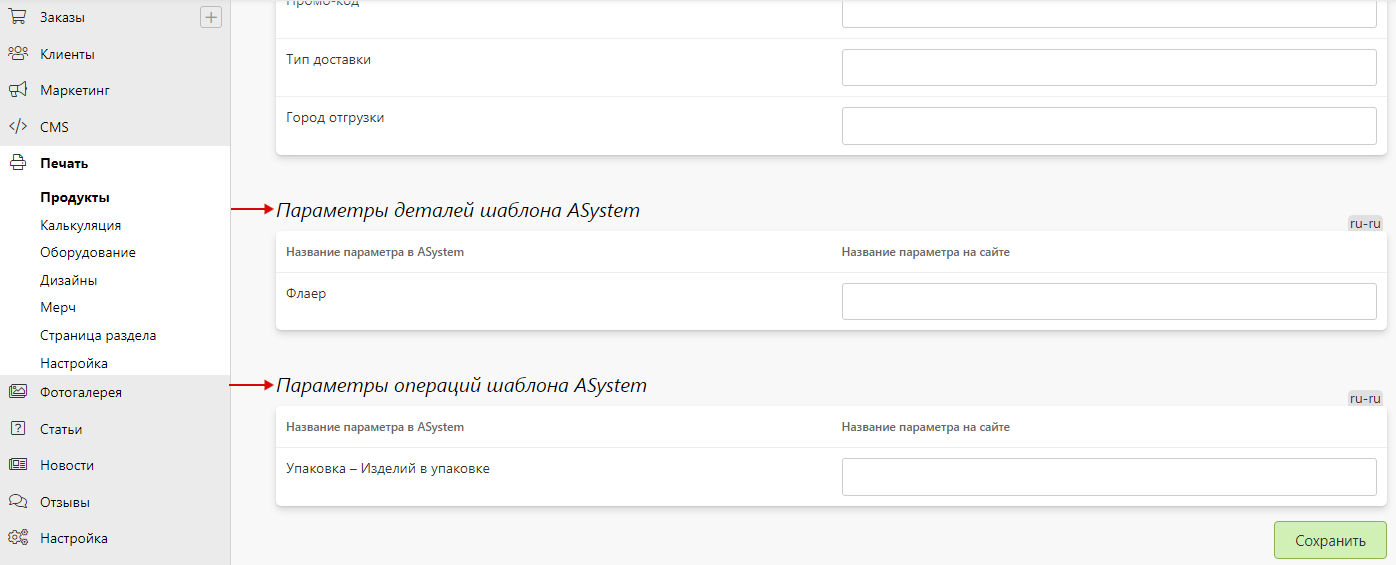 Заказы
Клиенты
Маркетинг
CMS
Печать
Продукты
Калькуляция
Оборудование
Дизайны
Мерч
Страница раздела
Настройка
Фотогалерея
Статьи
Новости
Отзывы
Настройка
Промо-код
Тип доставки
Город отгрузки
Параметры деталей шаблона ASystem
ru-ru
Название параметра в ASystem Название параметра на сайте
Флаер
Параметры операций шаблона ASystem
ru-ru
Название параметра в ASystem Название параметра на сайте
Упаковка – Изделий в упаковке
Сохранить